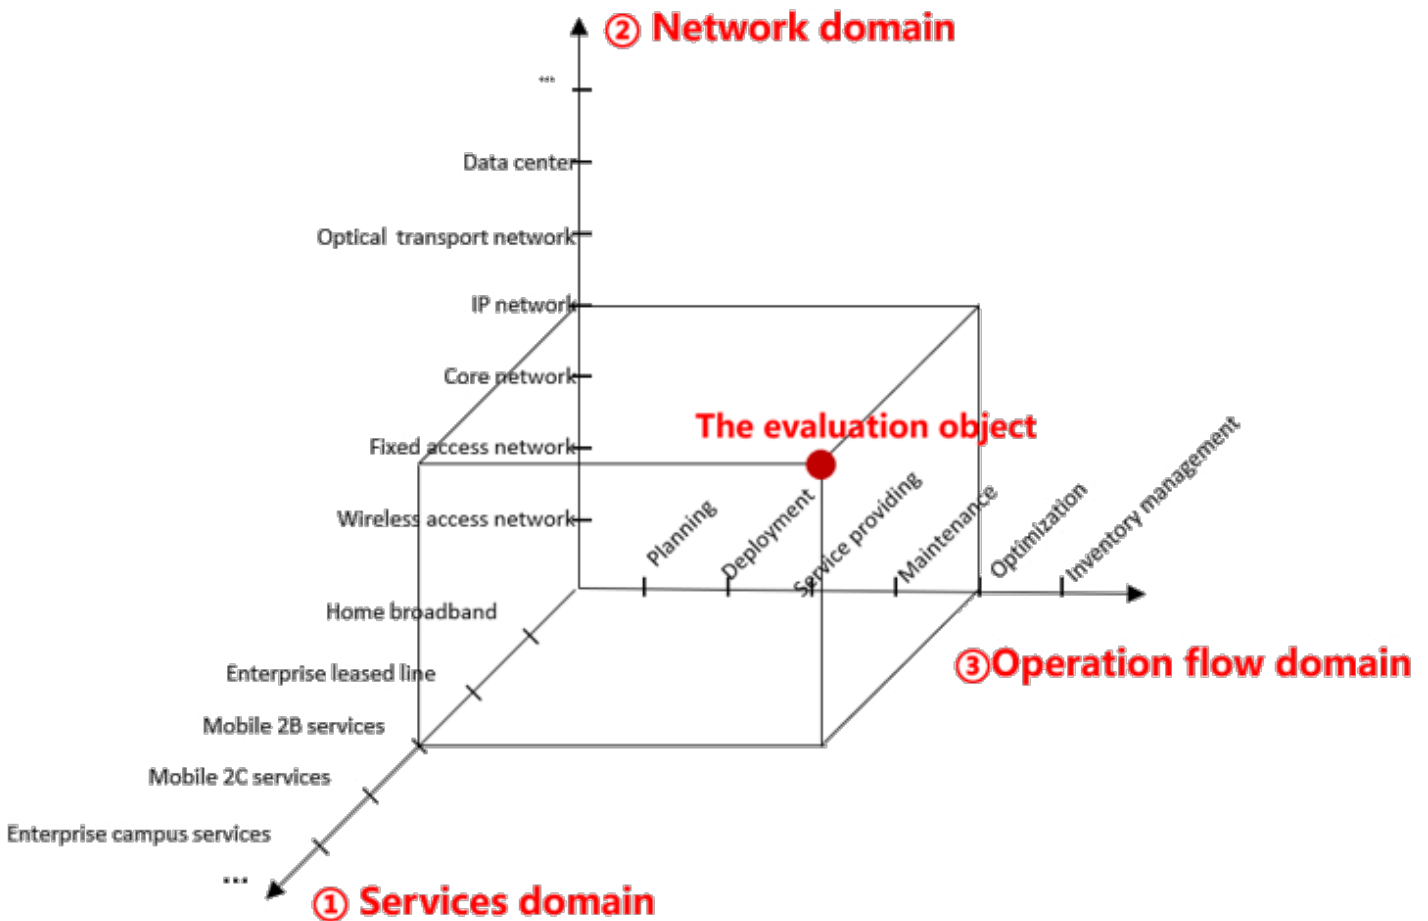 ② Network domain
...
Data center
Optical transport network
IP network
Core network
The evaluation object
Fixed access network
Wireless access network
Planning
Deployment
Service providing
Maintenance
Optimization
Inventory management
Home broadband
③Operation flow domain
Enterprise leased line
Mobile 2B services
Mobile 2C services
Enterprise campus services
...
① Services domain